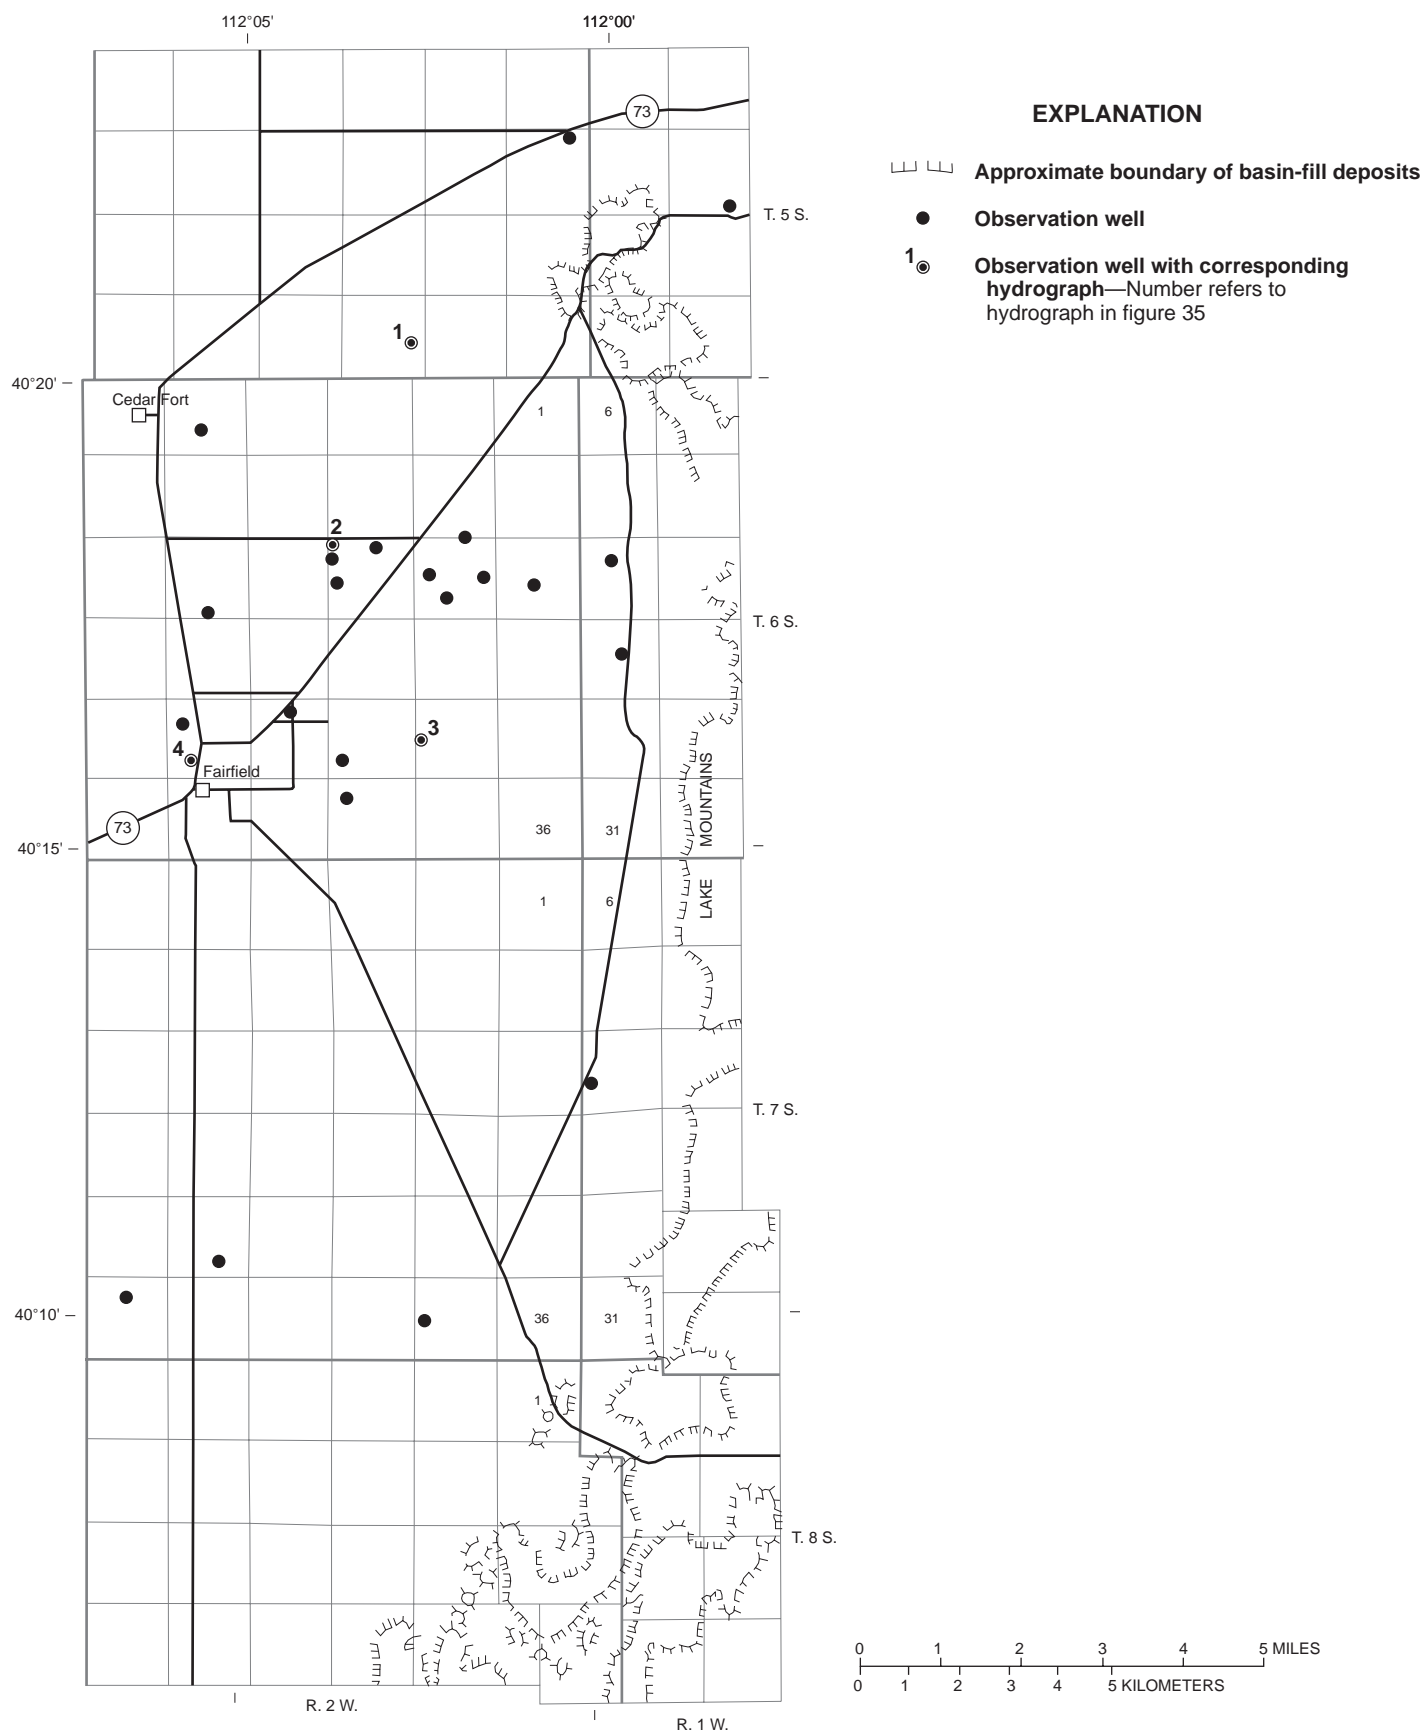 112°05'
112°00'
73
EXPLANATION
Approximate boundary of basin-fill deposits
Observation well
1
Observation well with corresponding
hydrograph—Number refers to
hydrograph in figure 35
T. 5 S.
1
40°20'
Cedar Fort
1
6
2
T. 6 S.
3
4
Fairfield
LAKE MOUNTAINS
73
36
31
40°15'
1
6
T. 7 S.
40°10'
36
31
1
T. 8 S.
0 1 2 3 4 5 MILES
0 1 2 3 4 5 KILOMETERS
R. 2 W.
R. 1 W.